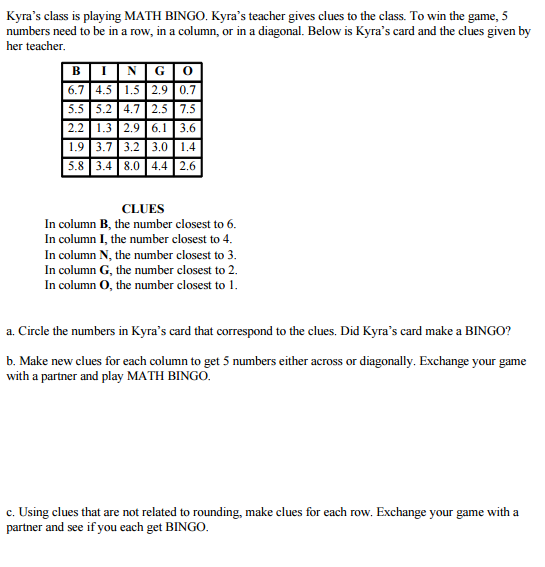 Kyra's class is playing MATH BINGO. Kyra's teacher gives clues to the class. To win the game, 5
numbers need to be in a row, in a column, or in a diagonal. Below is Kyra's card and the clues given by
her teacher.
B I N G O
6.7 4.5 1.5 2.9 0.7
5.5 5.2 4.7 2.5 7.5
2.2 1.3 2.9 6.1 3.6
1.9 3.7 3.2 3.0 1.4
5.8 3.4 8.0 4.4 2.6
CLUES
In column B, the number closest to 6.
In column I, the number closest to 4.
In column N, the number closest to 3.
In column G, the number closest to 2.
In column O, the number closest to 1.
a. Circle the numbers in Kyra's card that correspond to the clues. Did Kyra's card make a BINGO?
b. Make new clues for each column to get 5 numbers either across or diagonally. Exchange your game
with a partner and play MATH BINGO.
c. Using clues that are not related to rounding, make clues for each row. Exchange your game with a
partner and see if you each get BINGO.